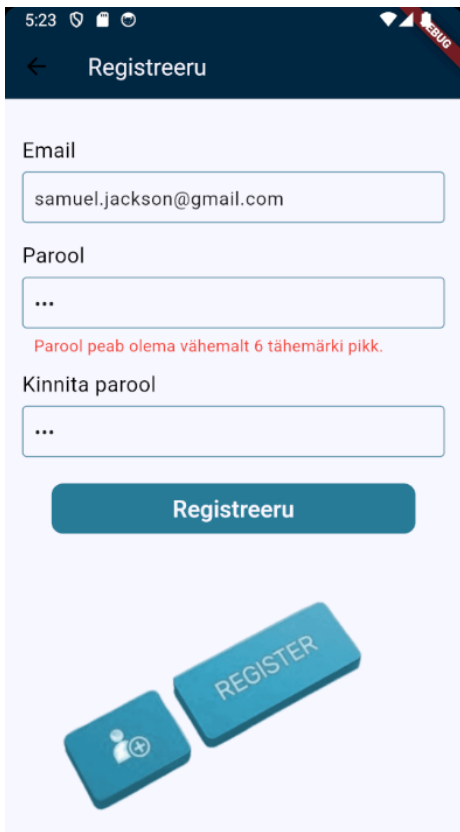 5:23
Registreeru
Email
samuel.jackson@gmail.com
Parool
•••
Parool peab olema vähemalt 6 tähemärki pikk.
Kinnita parool
•••
Registreeru
REGISTER